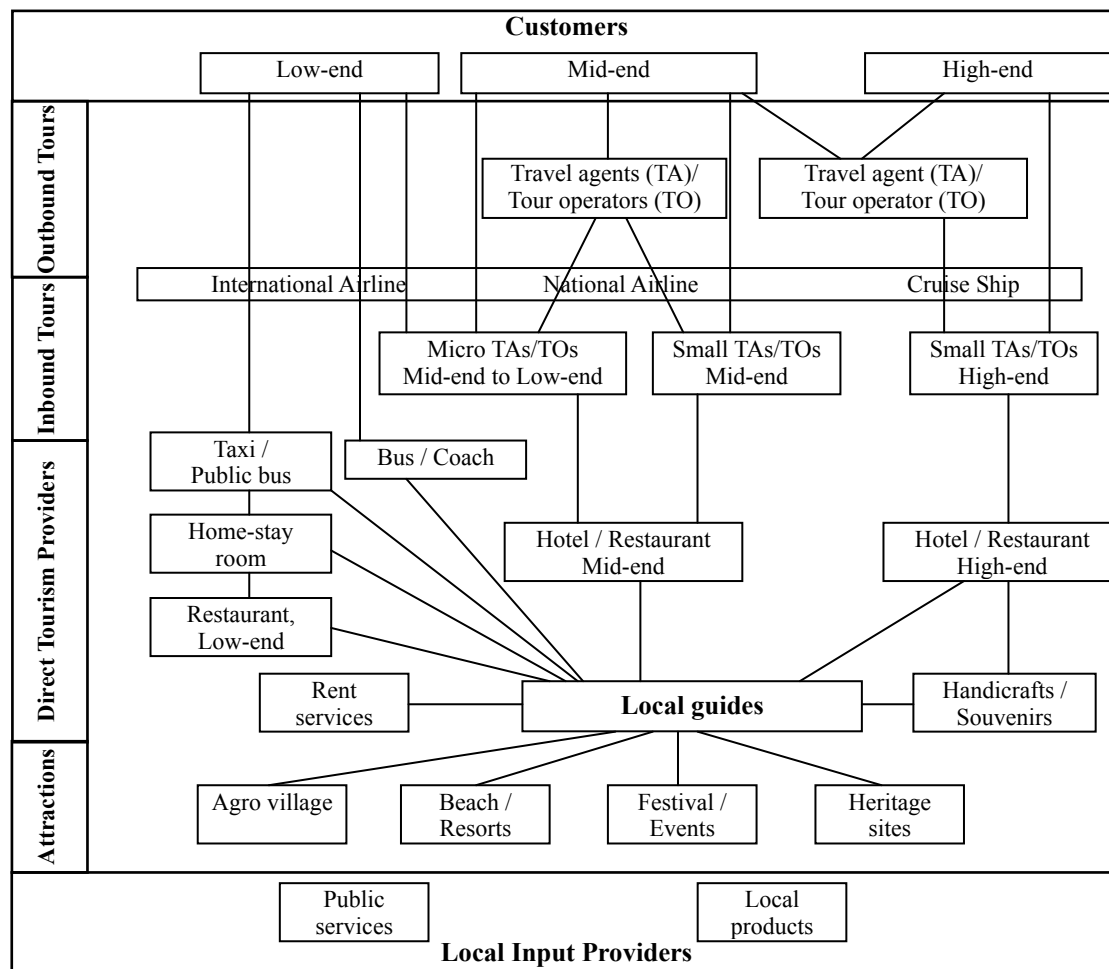 Customers
Low-end
Mid-end
High-end
Outbound Tours
Travel agents (TA)/
Tour operators (TO)
Travel agent (TA)/
Tour operator (TO)
International Airline
National Airline
Cruise Ship
Inbound Tours
Micro TAs/TOs
Mid-end to Low-end
Small TAs/TOs
Mid-end
Small TAs/TOs
High-end
Direct Tourism Providers
Taxi /
Public bus
Bus / Coach
Home-stay
room
Hotel / Restaurant
Mid-end
Hotel / Restaurant
High-end
Restaurant,
Low-end
Rent
services
Local guides
Handicrafts /
Souvenirs
Attractions
Agro village
Beach /
Resorts
Festival /
Events
Heritage
sites
Public
services
Local
products
Local Input Providers